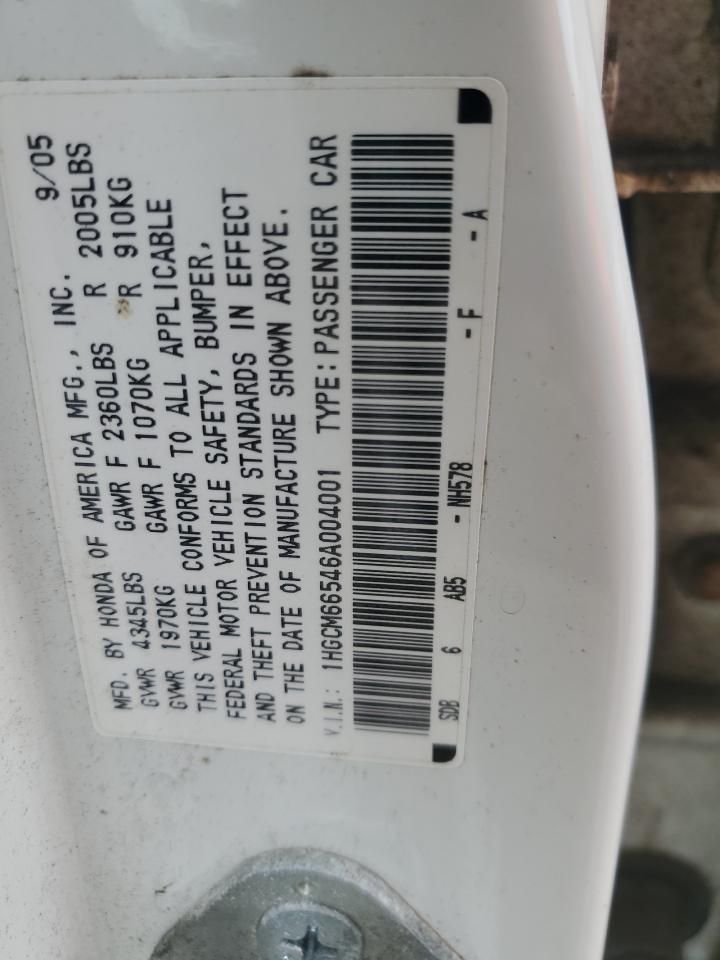 MFD. BY HONDA OF AMERICA MFG., INC. 9/05
GVWR 4345LBS GAWR F 2360LBS R 2005LBS
GVWR 1970KG GAWR F 1070KG R 910KG
THIS VEHICLE CONFORMS TO ALL APPLICABLE
FEDERAL MOTOR VEHICLE SAFETY, BUMPER,
AND THEFT PREVENTION STANDARDS IN EFFECT
ON THE DATE OF MANUFACTURE SHOWN ABOVE.
V.I.N.: 1HGCM66546A004001 TYPE: PASSENGER CAR
SDB 6 AB5 - NH578 - F - A